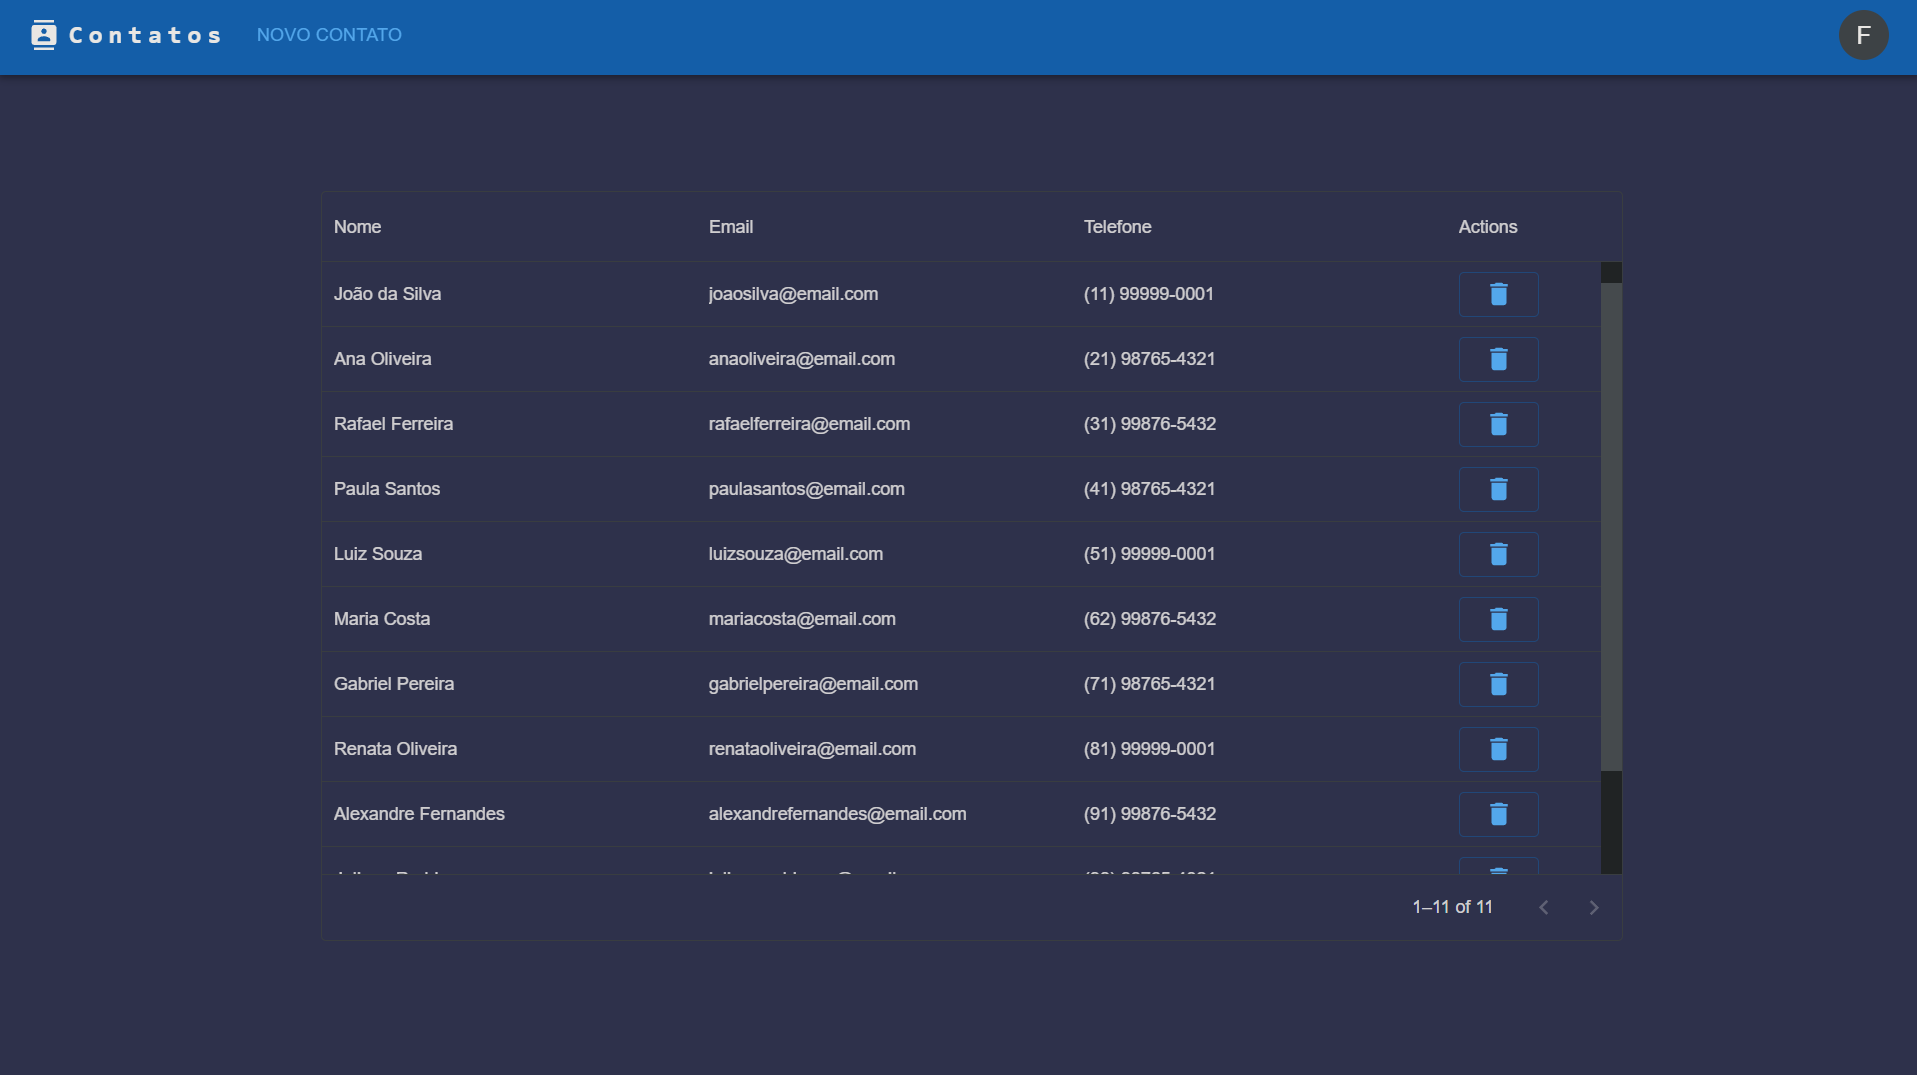 Contatos NOVO CONTATO F
Nome Email Telefone Actions
João da Silva joaosilva@email.com (11) 99999-0001
Ana Oliveira anaoliveira@email.com (21) 98765-4321
Rafael Ferreira rafaelferreira@email.com (31) 99876-5432
Paula Santos paulasantos@email.com (41) 98765-4321
Luiz Souza luizsouza@email.com (51) 99999-0001
Maria Costa mariacosta@email.com (62) 99876-5432
Gabriel Pereira gabrielpereira@email.com (71) 98765-4321
Renata Oliveira renataoliveira@email.com (81) 99999-0001
Alexandre Fernandes alexandrefernandes@email.com (91) 99876-5432
1–11 of 11